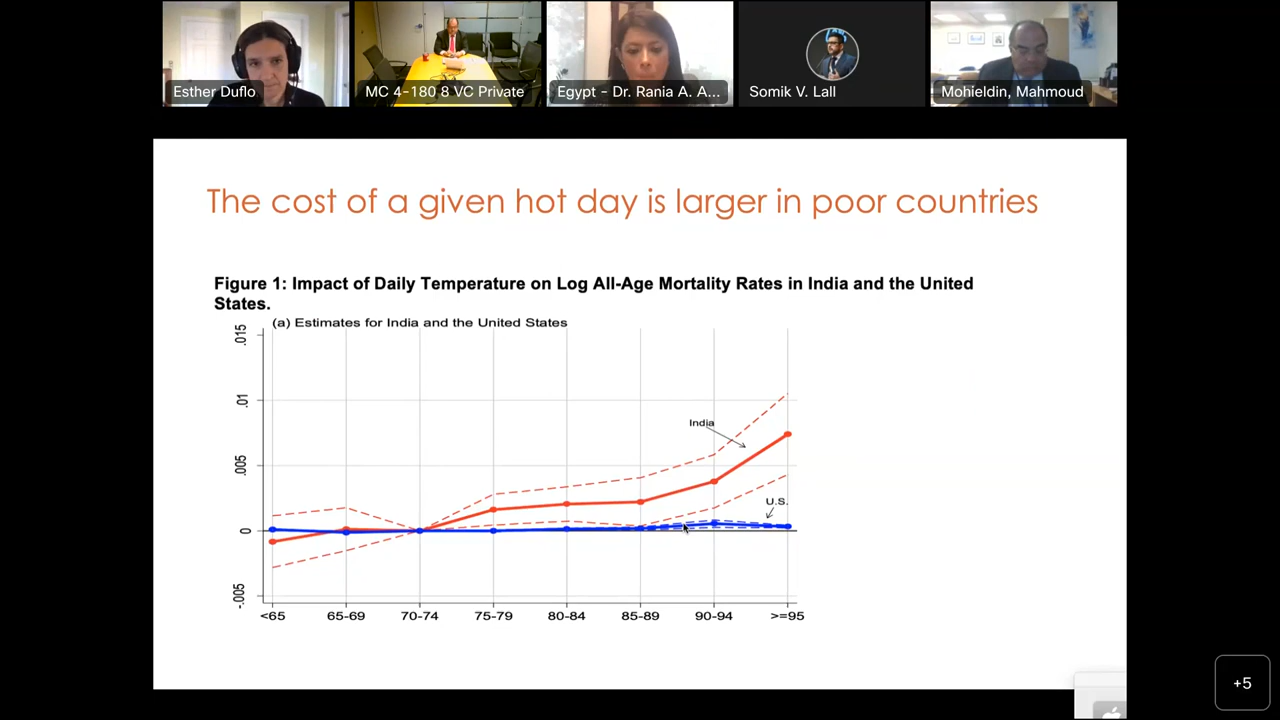 Esther Duflo
MC 4-180 8 VC Private
Egypt - Dr. Rania A. A...
Somik V. Lall
Mohieldin, Mahmoud
The cost of a given hot day is larger in poor countries
Figure 1: Impact of Daily Temperature on Log All-Age Mortality Rates in India and the United
States.
(a) Estimates for India and the United States
.015
.01
.005
0
-.005
India
U.S.
<65 65-69 70-74 75-79 80-84 85-89 90-94 >=95
+5